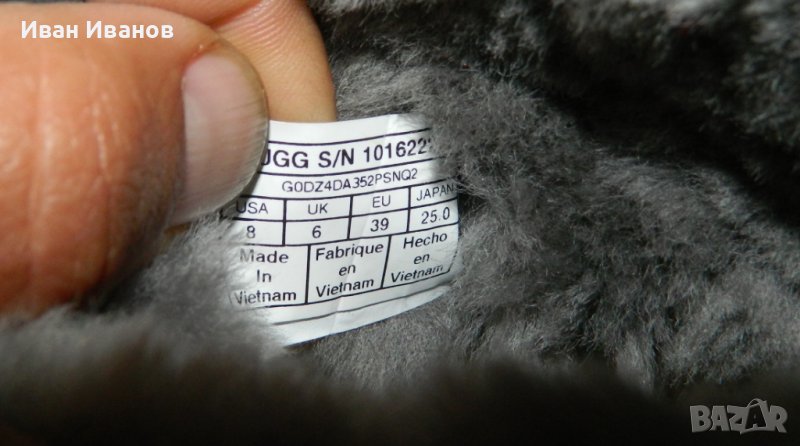 Иван Иванов
UGG S/N 101622
G0DZ4DA352PSNQ2
USA UK EU JAPAN
8 6 39 25.0
Made In Vietnam
Fabrique en Vietnam
Hecho en Vietnam
BAZAR